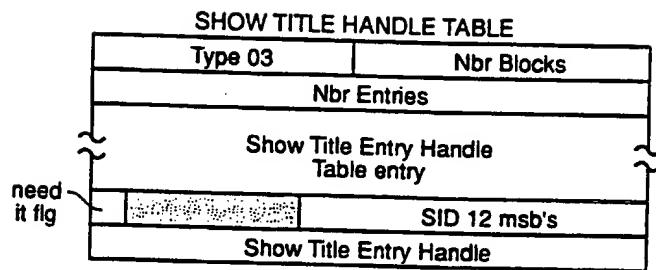 SHOW TITLE HANDLE TABLE
Type 03
Nbr Blocks
Nbr Entries
Show Title Entry Handle
Table entry
need
it flg
SID 12 msb's
Show Title Entry Handle